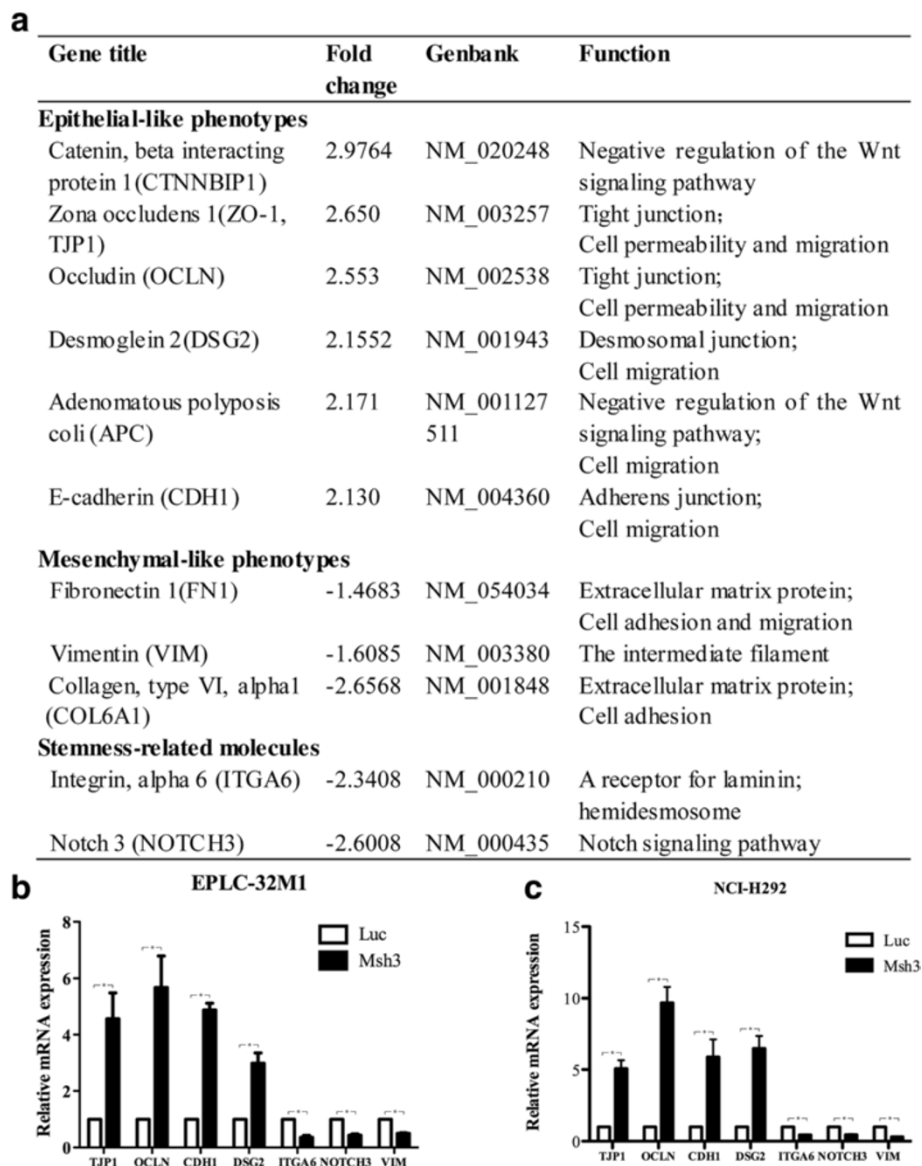 a
Gene title Fold change Genbank Function
Epithelial-like phenotypes
Catenin, beta interacting 2.9764 NM_020248 Negative regulation of the Wnt
protein 1(CTNNBIP1) signaling pathway
Zona occludens 1(ZO-1, 2.650 NM_003257 Tight junction;
TJP1) Cell permeability and migration
Occludin (OCLN) 2.553 NM_002538 Tight junction;
Cell permeability and migration
Desmoglein 2(DSG2) 2.1552 NM_001943 Desmosomal junction;
Cell migration
Adenomatous polyposis 2.171 NM_001127 Negative regulation of the Wnt
coli (APC) 511 signaling pathway;
Cell migration
E-cadherin (CDH1) 2.130 NM_004360 Adherens junction;
Cell migration
Mesenchymal-like phenotypes
Fibronectin 1(FN1) -1.4683 NM_054034 Extracellular matrix protein;
Cell adhesion and migration
Vimentin (VIM) -1.6085 NM_003380 The intermediate filament
Collagen, type VI, alpha1 -2.6568 NM_001848 Extracellular matrix protein;
(COL6A1) Cell adhesion
Stemness-related molecules
Integrin, alpha 6 (ITGA6) -2.3408 NM_000210 A receptor for laminin;
hemidesmosome
Notch 3 (NOTCH3) -2.6008 NM_000435 Notch signaling pathway
b
EPLC-32M1
Relative mRNA expression
8
6
4
2
0
Luc
Msh3
TJP1 OCLN CDH1 DSG2 ITGA6 NOTCH3 VIM
c
NCI-H292
Relative mRNA expression
15
10
5
0
Luc
Msh3
TJP1 OCLN CDH1 DSG2 ITGA6 NOTCH3 VIM